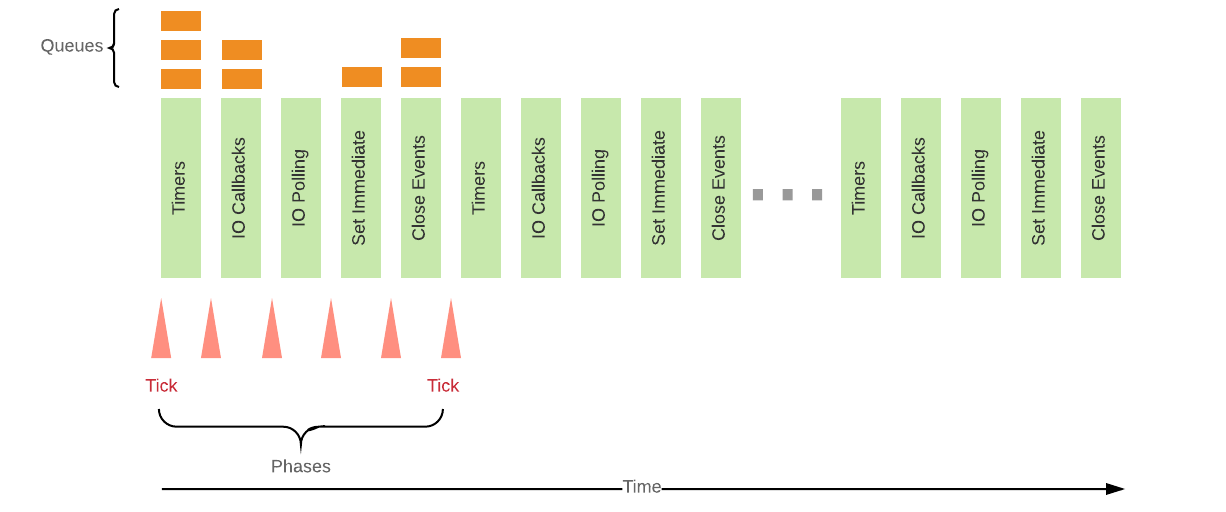 Queues
Timers
IO Callbacks
IO Polling
Set Immediate
Close Events
Timers
IO Callbacks
IO Polling
Set Immediate
Close Events
Timers
IO Callbacks
IO Polling
Set Immediate
Close Events
Tick
Tick
Phases
Time